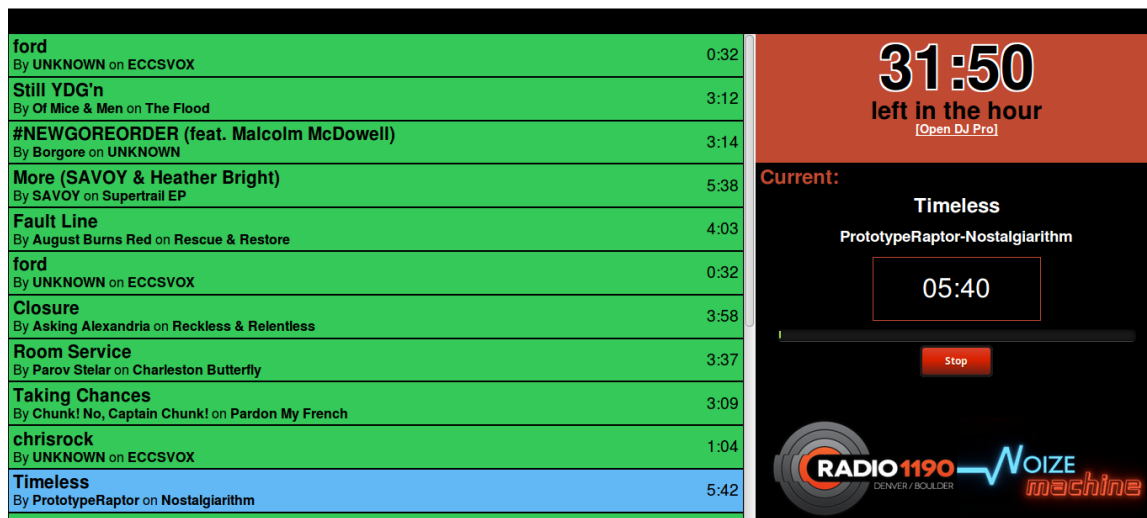 ford
By UNKNOWN on ECCSVOX
0:32
Still YDG'n
By Of Mice & Men on The Flood
3:12
#NEWGOREORDER (feat. Malcolm McDowell)
By Borgore on UNKNOWN
3:14
More (SAVOY & Heather Bright)
By SAVOY on Supertrail EP
5:38
Fault Line
By August Burns Red on Rescue & Restore
4:03
ford
By UNKNOWN on ECCSVOX
0:32
Closure
By Asking Alexandria on Reckless & Relentless
3:58
Room Service
By Parov Stelar on Charleston Butterfly
3:37
Taking Chances
By Chunk! No, Captain Chunk! on Pardon My French
3:09
chrisrock
By UNKNOWN on ECCSVOX
1:04
Timeless
By PrototypeRaptor on Nostalgiarithm
5:42
31:50
left in the hour
[Open DJ Pro]
Current:
Timeless
PrototypeRaptor-Nostalgiarithm
05:40
Stop
RADIO 1190
DENVER / BOULDER
NOIZE
machine